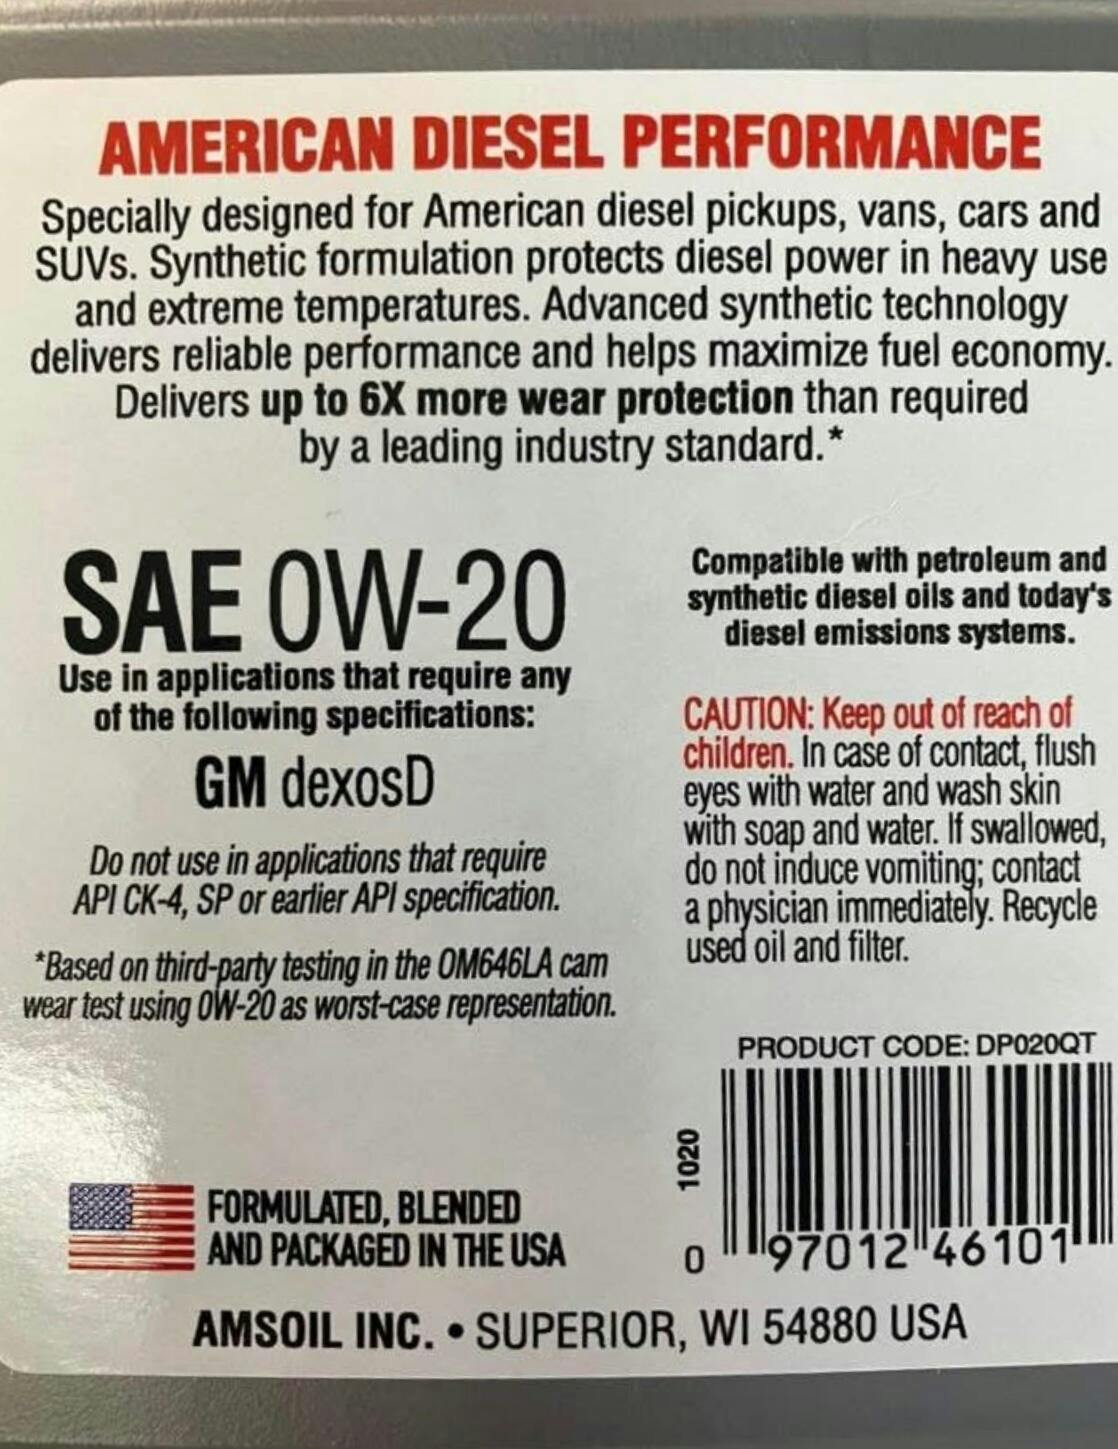 AMERICAN DIESEL PERFORMANCE
Specially designed for American diesel pickups, vans, cars and
SUVs. Synthetic formulation protects diesel power in heavy use
and extreme temperatures. Advanced synthetic technology
delivers reliable performance and helps maximize fuel economy.
Delivers up to 6X more wear protection than required
by a leading industry standard.*
SAE 0W-20
Use in applications that require any
of the following specifications:
GM dexosD
Do not use in applications that require
API CK-4, SP or earlier API specification.
*Based on third-party testing in the OM646LA cam
wear test using 0W-20 as worst-case representation.
Compatible with petroleum and
synthetic diesel oils and today's
diesel emissions systems.
CAUTION: Keep out of reach of
children. In case of contact, flush
eyes with water and wash skin
with soap and water. If swallowed,
do not induce vomiting; contact
a physician immediately. Recycle
used oil and filter.
PRODUCT CODE: DP020QT
1020
0 97012 46101
FORMULATED, BLENDED
AND PACKAGED IN THE USA
AMSOIL INC. • SUPERIOR, WI 54880 USA